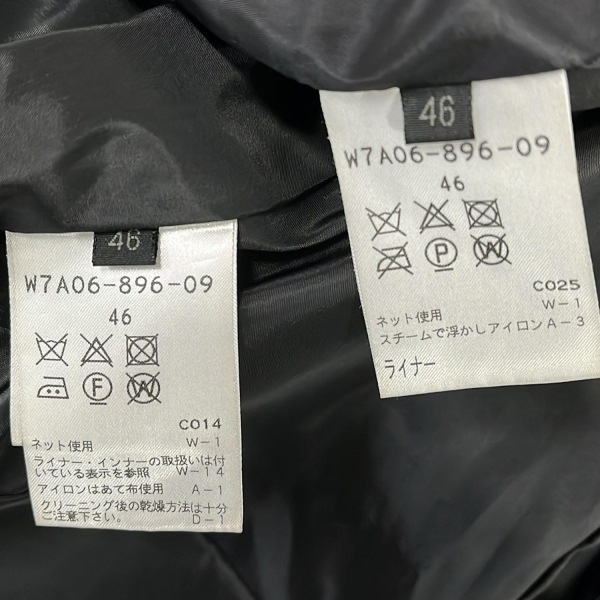 46
W7A06-896-09
46
F
W
C014
ネット使用 W-1
ライナー・インナーの取扱いは付
いている表示を参照 W-14
アイロンはあて布使用 A-1
クリーニング後の乾燥方法は十分
ご注意下さい。 D-1
46
W7A06-896-09
46
P
W
C025
W-1
ネット使用
スチームで浮かしアイロンA-3
ライナー